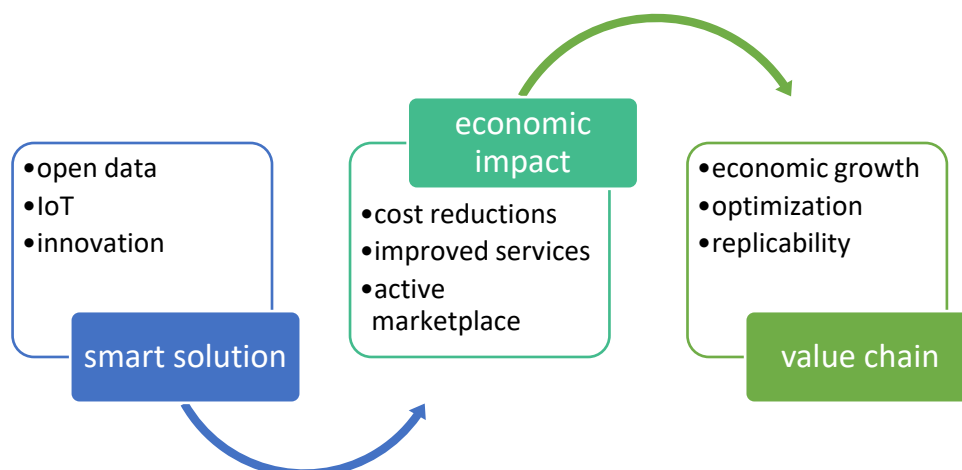 •open data
•IoT
•innovation
smart solution
economic
impact
•cost reductions
•improved services
•active
marketplace
•economic growth
•optimization
•replicability
value chain